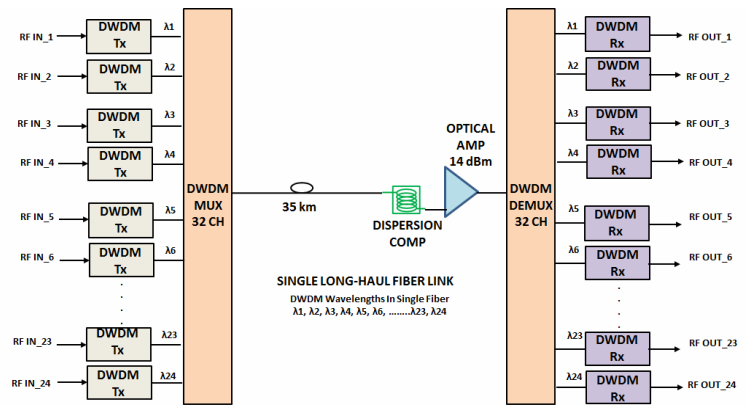 RF IN_1
DWDM
Tx
λ1
RF IN_2
DWDM
Tx
λ2
RF IN_3
DWDM
Tx
λ3
RF IN_4
DWDM
Tx
λ4
RF IN_5
DWDM
Tx
λ5
RF IN_6
DWDM
Tx
λ6
RF IN_23
DWDM
Tx
λ23
RF IN_24
DWDM
Tx
λ24
DWDM
MUX
32 CH
35 km
DISPERSION
COMP
OPTICAL
AMP
14 dBm
SINGLE LONG-HAUL FIBER LINK
DWDM Wavelengths In Single Fiber
λ1, λ2, λ3, λ4, λ5, λ6, ........λ23, λ24
DWDM
DEMUX
32 CH
λ1
DWDM
Rx
RF OUT_1
λ2
DWDM
Rx
RF OUT_2
λ3
DWDM
Rx
RF OUT_3
λ4
DWDM
Rx
RF OUT_4
λ5
DWDM
Rx
RF OUT_5
λ6
DWDM
Rx
RF OUT_6
λ23
DWDM
Rx
RF OUT_23
λ24
DWDM
Rx
RF OUT_24